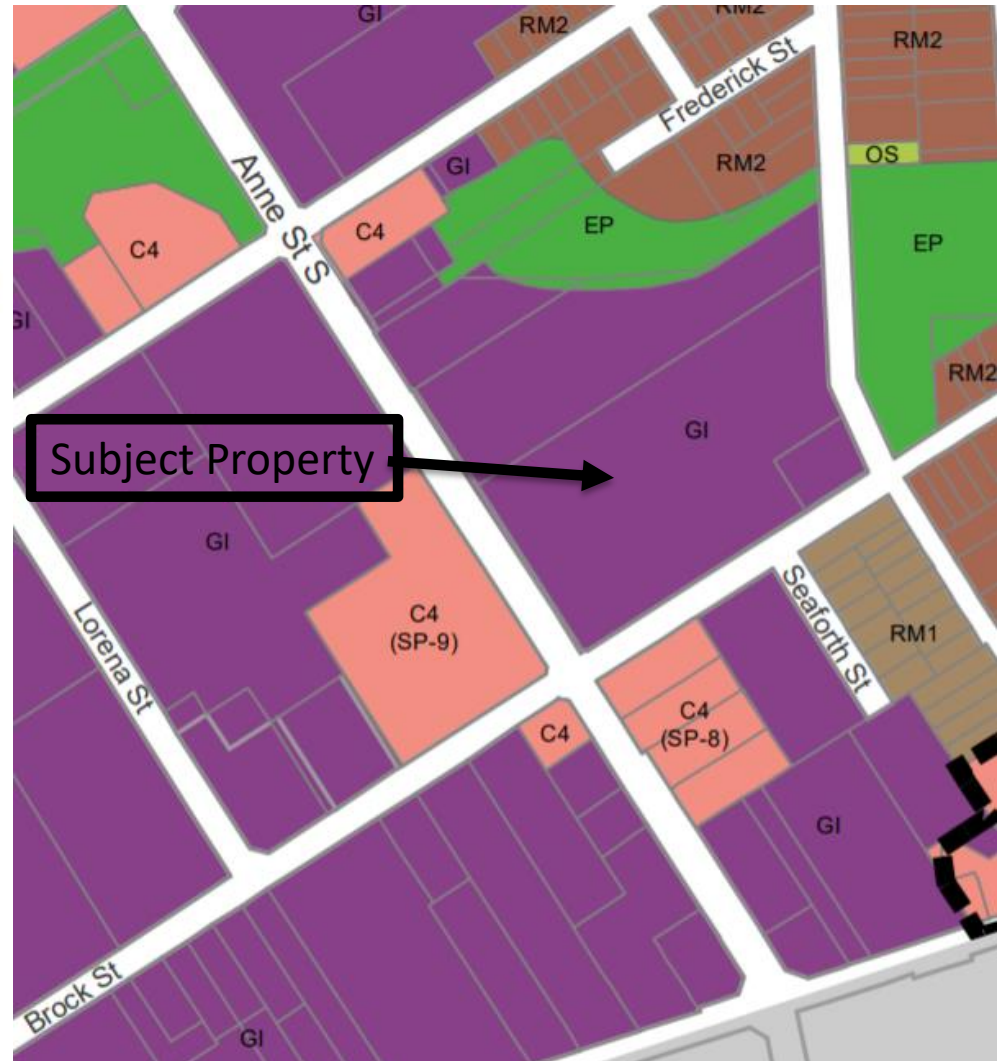 GI
RM2
RM2
RM2
Frederick St
Anne St S
GI
RM2
OS
C4
C4
EP
EP
GI
RM2
Subject Property
GI
GI
C4
(SP-9)
Seaforth St
RM1
Lorena St
C4
C4
(SP-8)
GI
Brock St
GI